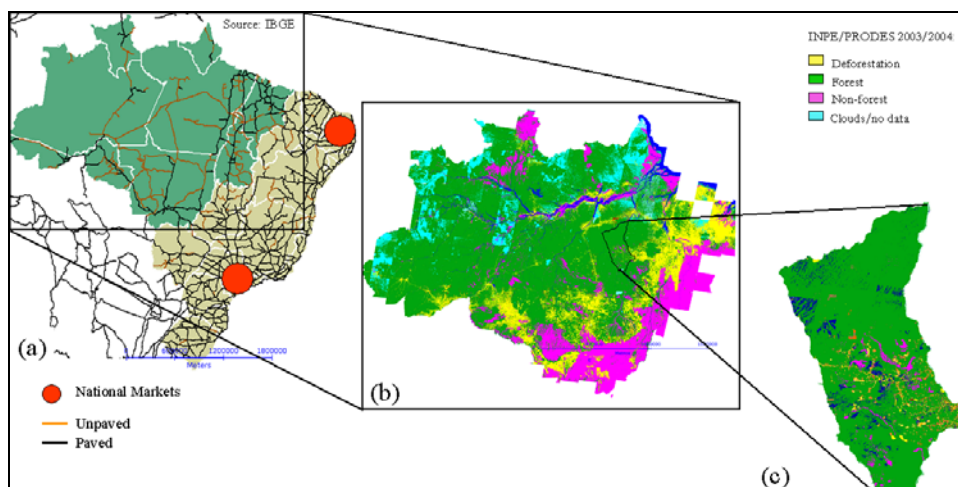 Source: IBGE
INPE/PRODES 2003/2004:
Deforestation
Forest
Non-forest
Clouds/no data
(a)
1200000
1800000
Meters
(b)
National Markets
Unpaved
Paved
(c)